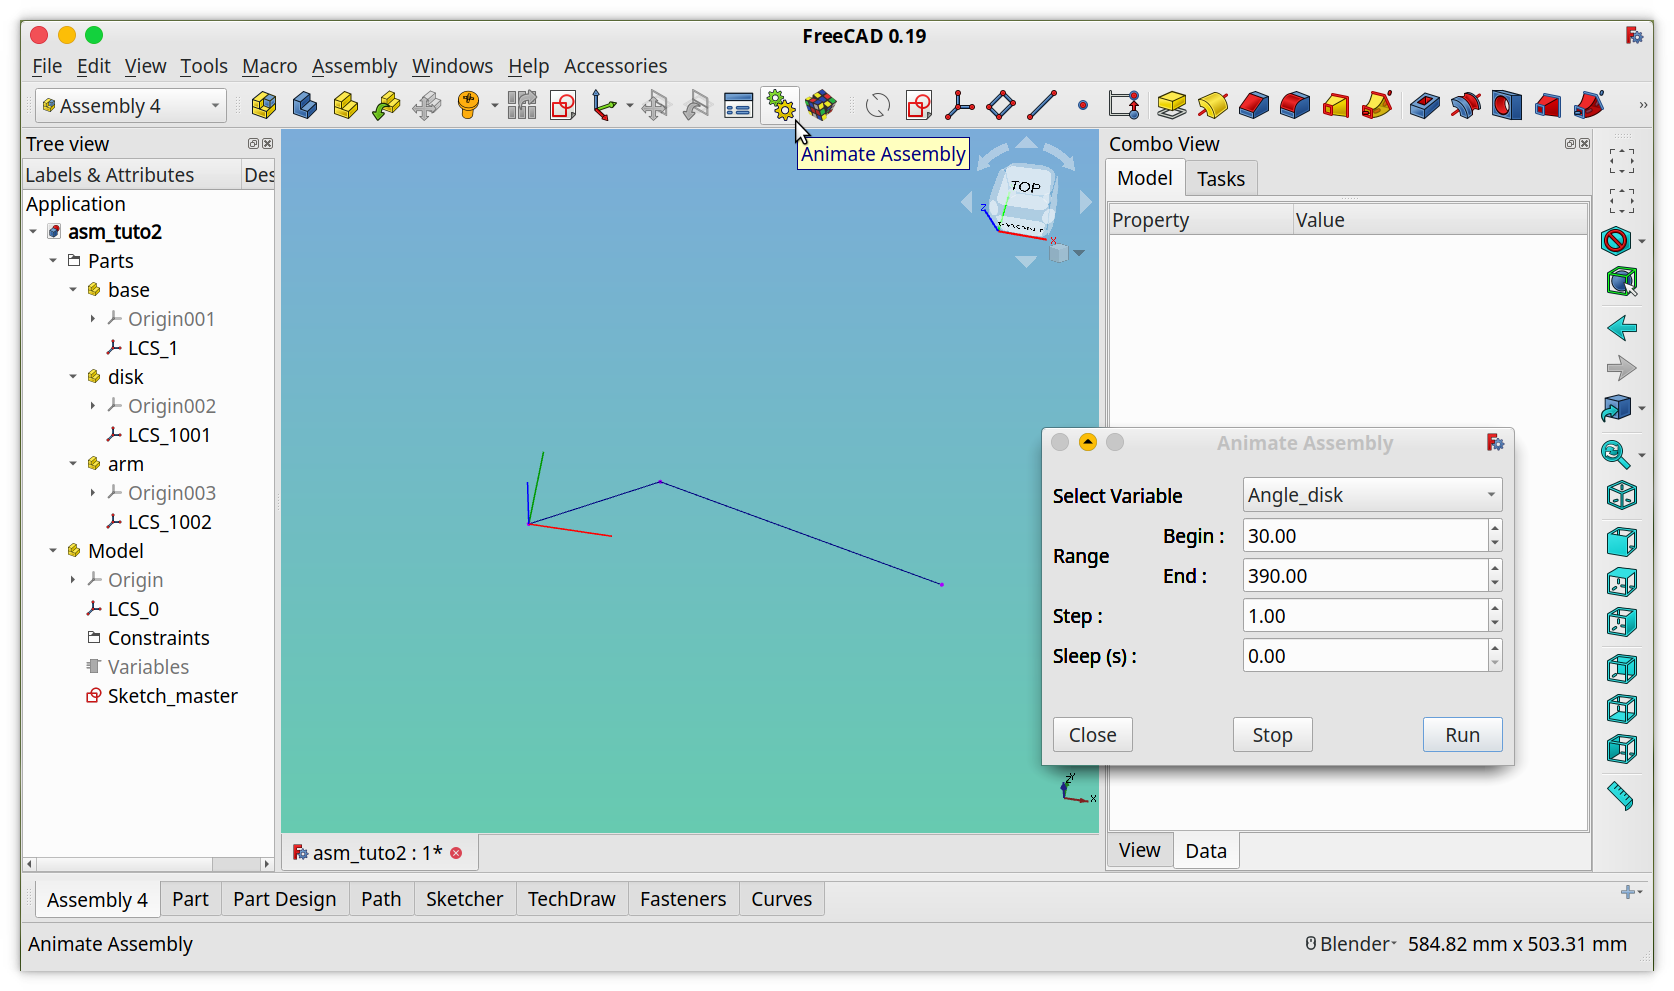 FreeCAD 0.19
File Edit View Tools Macro Assembly Windows Help Accessories
Assembly 4
Tree view
Labels & Attributes Des
Application
asm_tuto2
Parts
base
Origin001
LCS_1
disk
Origin002
LCS_1001
arm
Origin003
LCS_1002
Model
Origin
LCS_0
Constraints
Variables
Sketch_master
Animate Assembly
TOP
Z
X
Combo View
Model Tasks
Property Value
Animate Assembly
Select Variable Angle_disk
Range
Begin : 30.00
End : 390.00
Step : 1.00
Sleep (s) : 0.00
Close Stop Run
Z Y
X
asm_tuto2 : 1*
View Data
Assembly 4 Part Part Design Path Sketcher TechDraw Fasteners Curves
Animate Assembly
Blender 584.82 mm x 503.31 mm